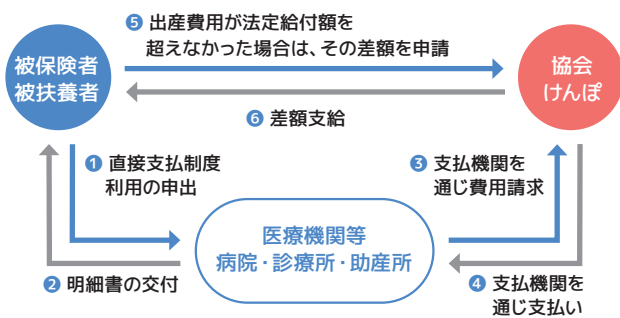 ❺ 出産費用が法定給付額を
超えなかった場合は、その差額を申請
被保険者
被扶養者
協会
けんぽ
❻ 差額支給
❶ 直接支払制度
利用の申出
❸ 支払機関を
通じ費用請求
医療機関等
病院・診療所・助産所
❷ 明細書の交付
❹ 支払機関を
通じ支払い